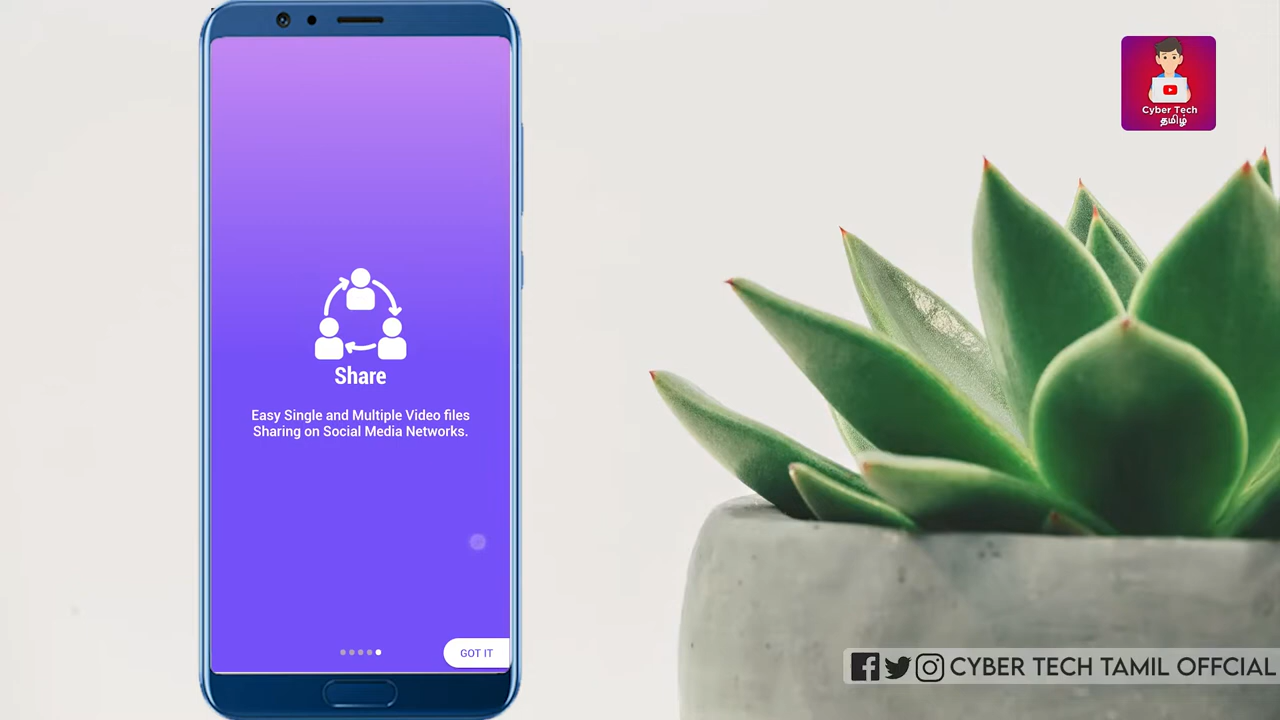 Cyber Tech
தமிழ்
Share
Easy Single and Multiple Video files
Sharing on Social Media Networks.
GOT IT
CYBER TECH TAMIL OFFCIAL